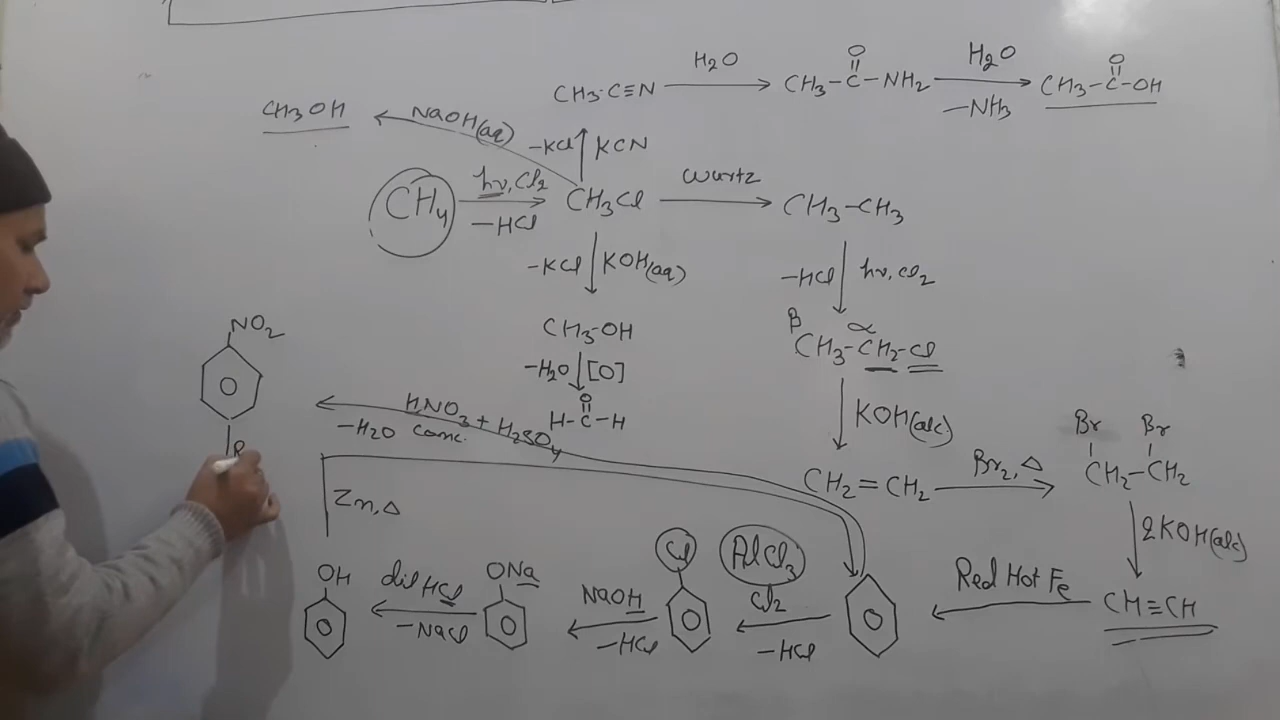 CH3-C≡N H2O CH3-C-NH2 H2O -NH3 CH3-C-OH
O O
CH3OH NaOH(aq) -KCl KCN
CH4 hν, Cl2 -HCl CH3Cl Wurtz CH3-CH3
-KCl KOH(aq) -HCl hν, Cl2
CH3-OH β α CH3-CH2-Cl
-H2O [O] KOH(alc)
O
H-C-H
NO2
HNO3 + H2SO4
-H2O conc.
CH2=CH2 Br2, Δ Br Br
CH2-CH2
Zn, Δ 2KOH(alc)
OH dil HCl -NaCl ONa NaOH -HCl Cl AlCl3 Cl2 -HCl Red Hot Fe CH≡CH